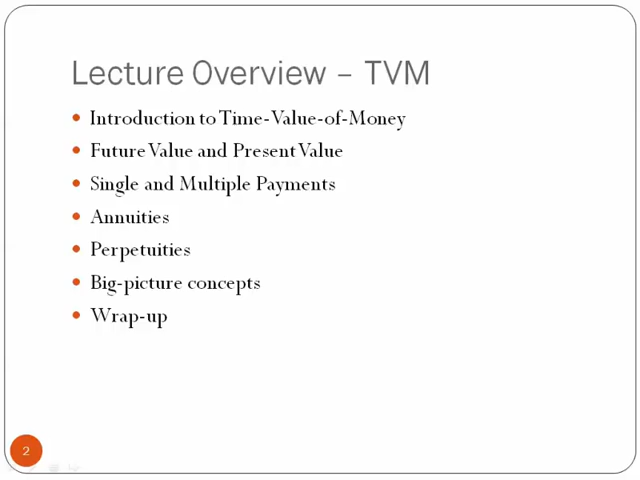 Lecture Overview – TVM
Introduction to Time-Value-of-Money
Future Value and Present Value
Single and Multiple Payments
Annuities
Perpetuities
Big-picture concepts
Wrap-up
2